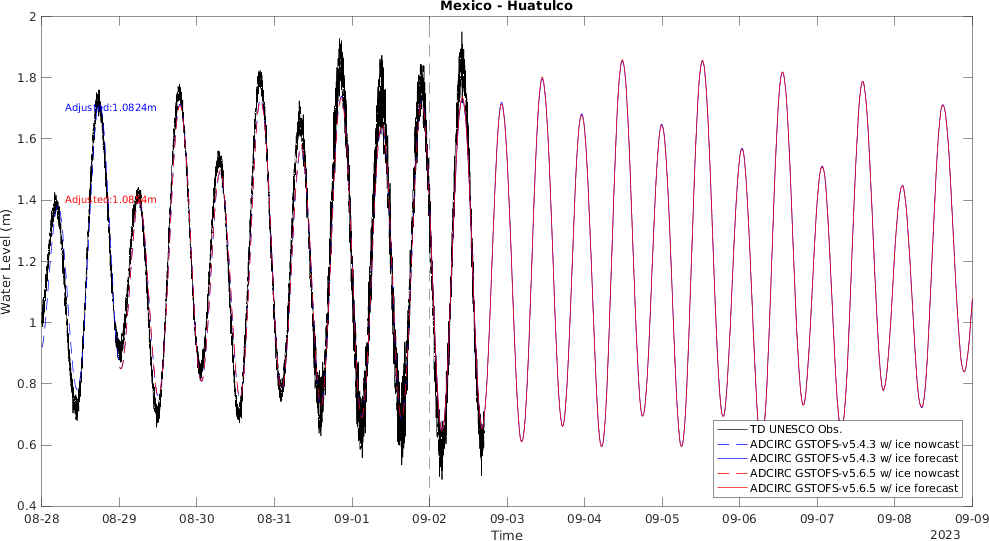 Mexico - Huatulco
2
1.8
1.6
1.4
1.2
1
0.8
0.6
0.4
Water Level (m)
Adjusted:1.0824m
Adjusted:1.0824m
08-28
08-29
08-30
08-31
09-01
09-02
09-03
09-04
09-05
09-06
09-07
09-08
09-09
2023
Time
TD UNESCO Obs.
ADCIRC GSTOFS-v5.4.3 w/ ice nowcast
ADCIRC GSTOFS-v5.4.3 w/ ice forecast
ADCIRC GSTOFS-v5.6.5 w/ ice nowcast
ADCIRC GSTOFS-v5.6.5 w/ ice forecast